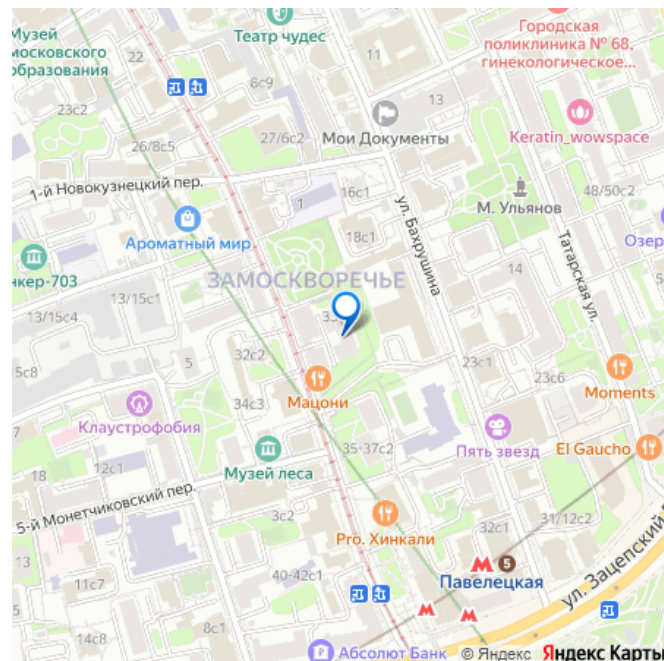 Музей
московского
образования
22
Театр чудес
8с9
11
Городская
поликлиника № 68,
гинекологическое...
23с2
27/6с2
13
Мои Документы
Keratin_wowspace
26/8с5
1-й Новокузнецкий пер.
1
16с1
ул. Бахрушина
М. Ульянов
48/50с2
Ароматный мир
18с1
Татарская ул.
Озер
нкер-703
ЗАМОСКВОРЕЧЬЕ
14
13/15с1
13/15с4
5
32с2
23с1
5с8
34с3
Мацони
23с6
Moments
Клаустрофобия
Пять звезд
El Gaucho
35-37с2
18
12с1
Музей леса
5-й Монетчиковский пер.
3с2
Pro. Хинкали
32с1
31/12с2
5
Павелецкая
ул. Зацепский
11с7
40-42с1
8с1
Абсолют Банк
© Яндекс Яндекс Карты